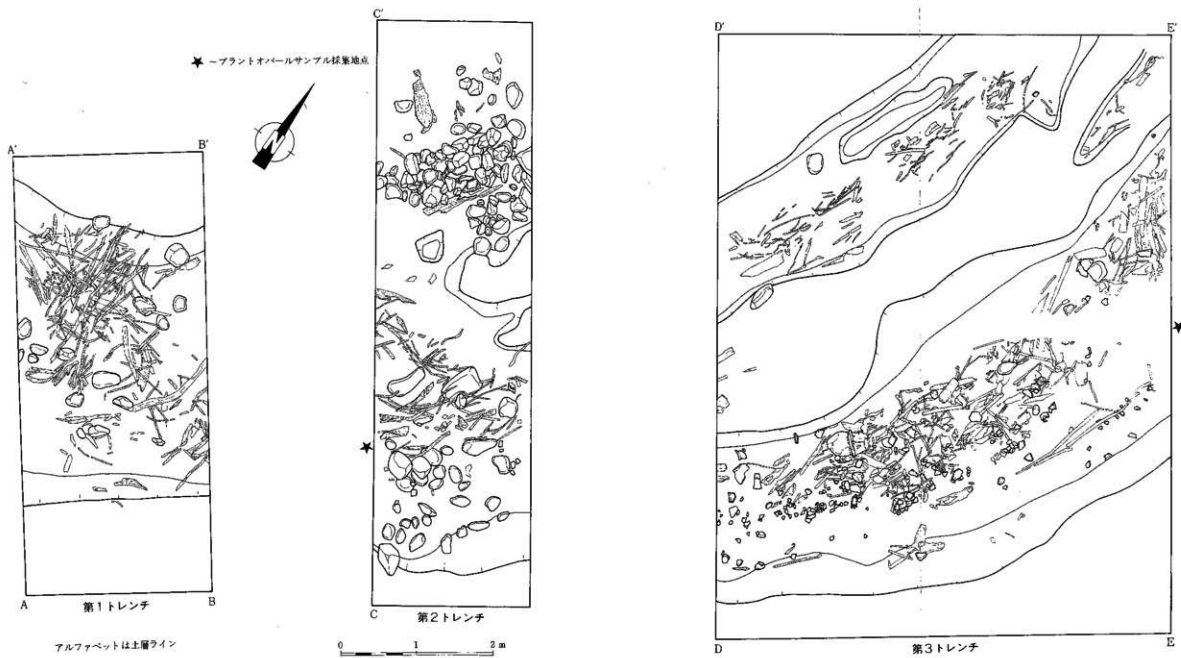 ★ ～プラントオパールサンプル採集地点
N
A'
B'
A
B
第1トレンチ
アルファベットは土層ライン
C'
C
第2トレンチ
0 1 2 m
D'
E'
★
★
D
E
第3トレンチ